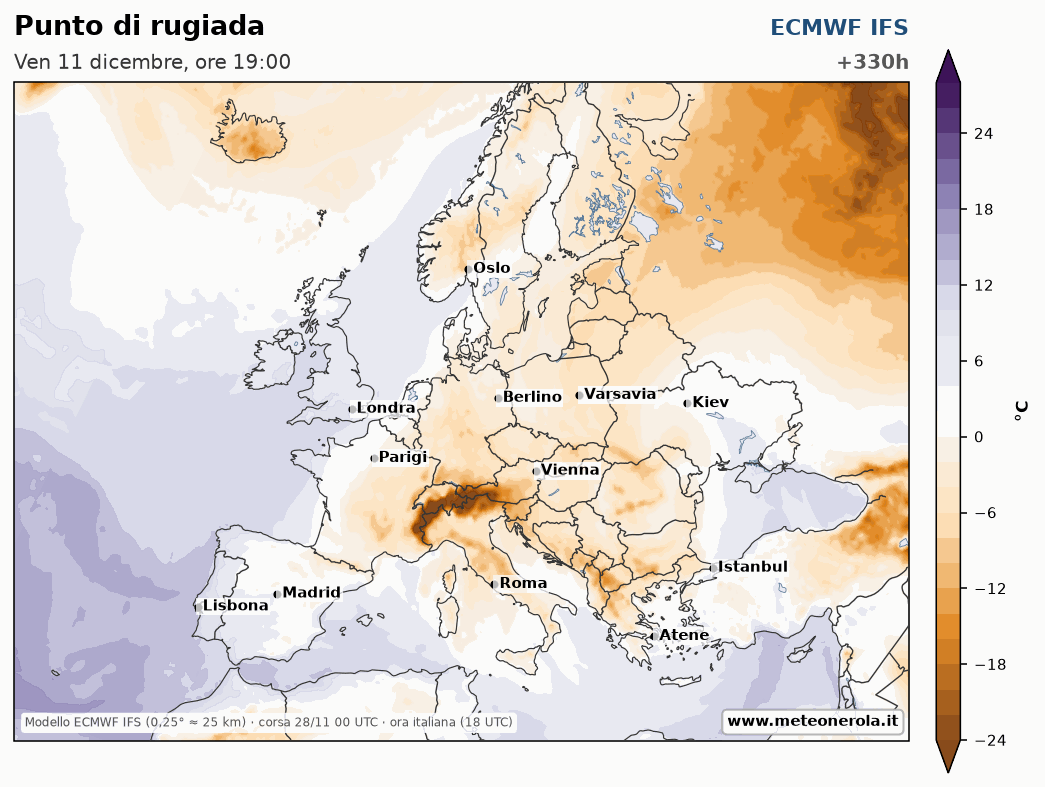 Punto di rugiada
ECMWF IFS
Ven 11 dicembre, ore 19:00
+330h
24
18
12
6
0
−6
−12
−18
−24
°C
Oslo
Londra
Berlino
Varsavia
Kiev
Parigi
Vienna
Istanbul
Madrid
Roma
Lisbona
Atene
Modello ECMWF IFS (0,25° ≈ 25 km) · corsa 28/11 00 UTC · ora italiana (18 UTC)
www.meteonerola.it